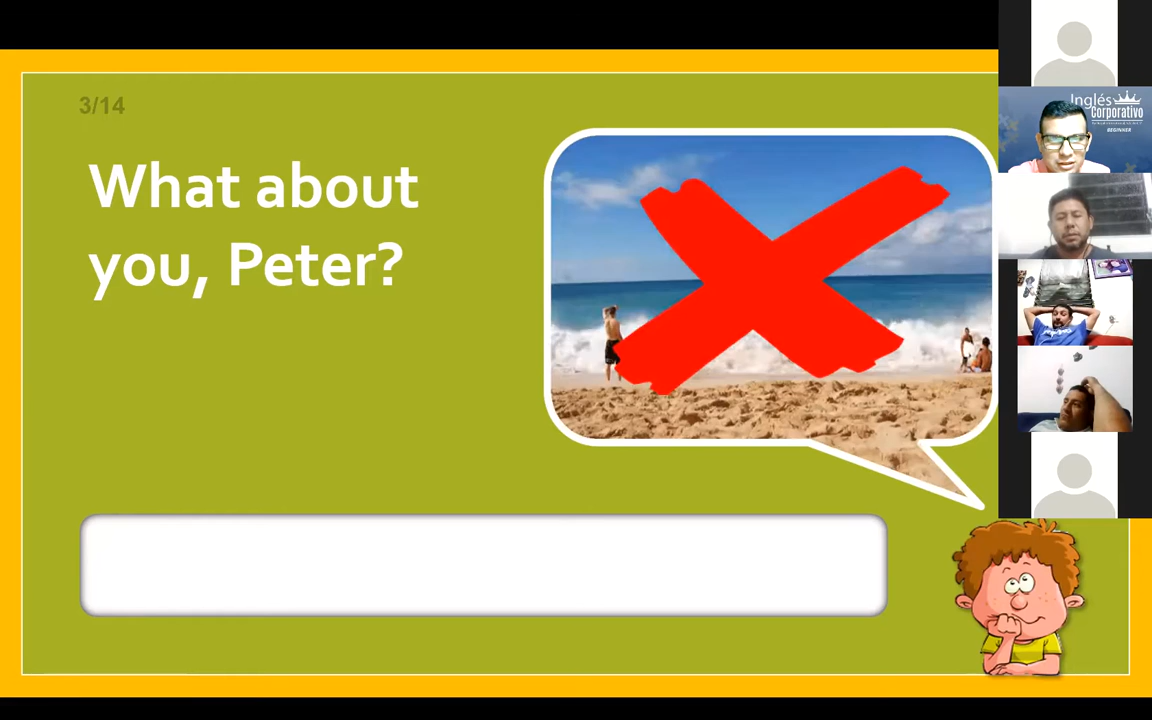 3/14
What about
you, Peter?
Inglés
Corporativo
BEGINNER